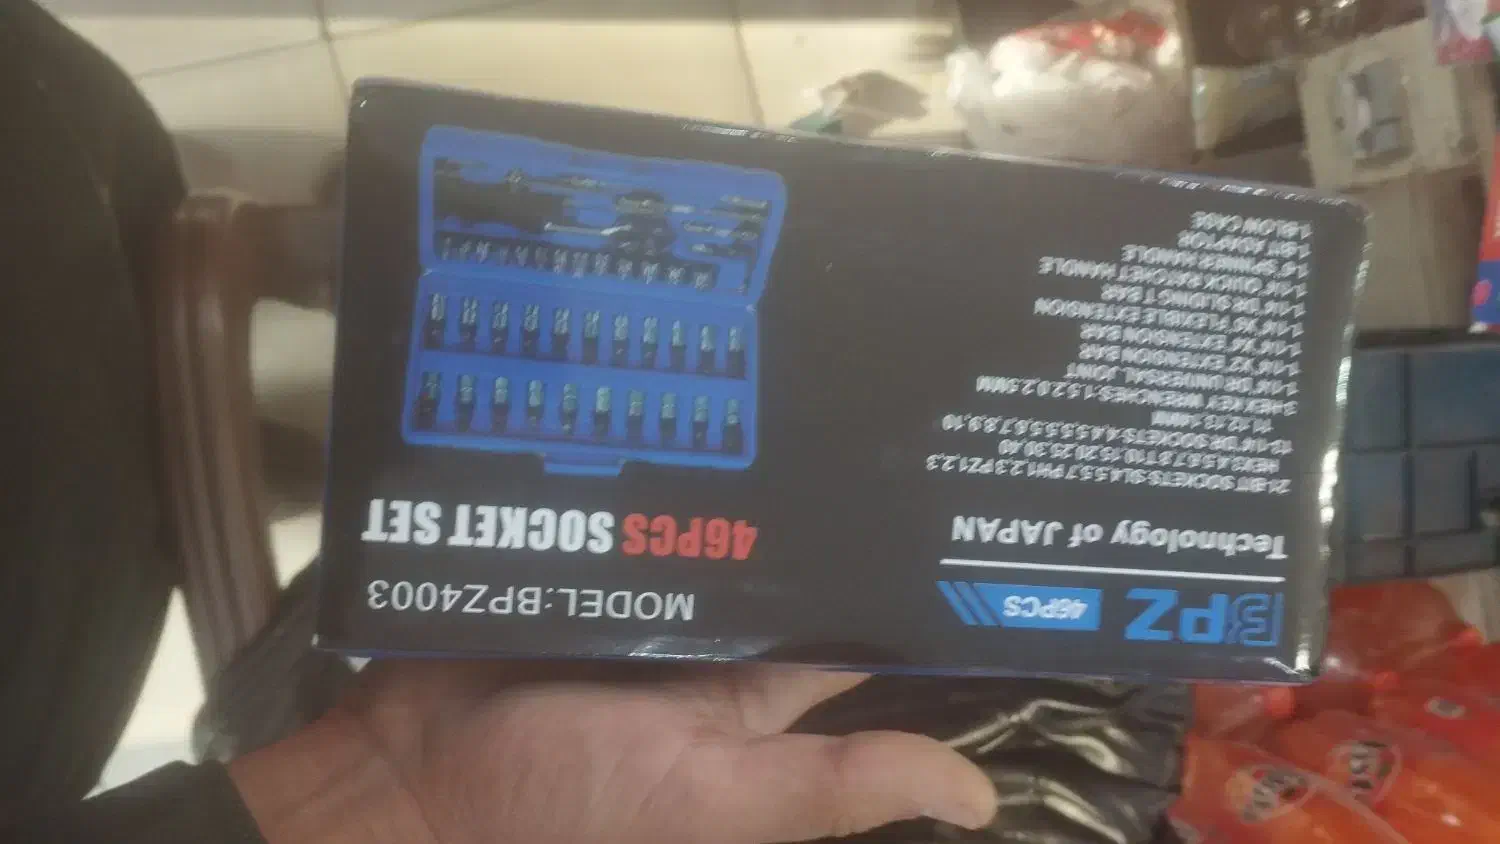 BPZ 46PCS
Technology of JAPAN
21-BIT SOCKETS:SL4,5.5,7 PH1,2,3 PZ1,2,3
HEX3,4,5,6,7,8 T10,15,20,25,30,40
13-1/4"DR SOCKETS:4,4.5,5,5.5,6,7,8,9,10
11,12,13,14MM
3-HEX KEY WRENCHES:1.5,2.0,2.5MM
1-1/4"DR UNIVERSAL JOINT
1-1/4"X2" EXTENSION BAR
1-1/4"X4" EXTENSION BAR
1-1/4"X6" FLEXIBLE EXTENSION
1-1/4"DR SLIDING T BAR
1-1/4"QUICK RATCHET HANDLE
1-6" SPINNER HANDLE
1-BIT ADAPTOR
1-BLOW CASE
MODEL:BPZ4003
46PCS SOCKET SET